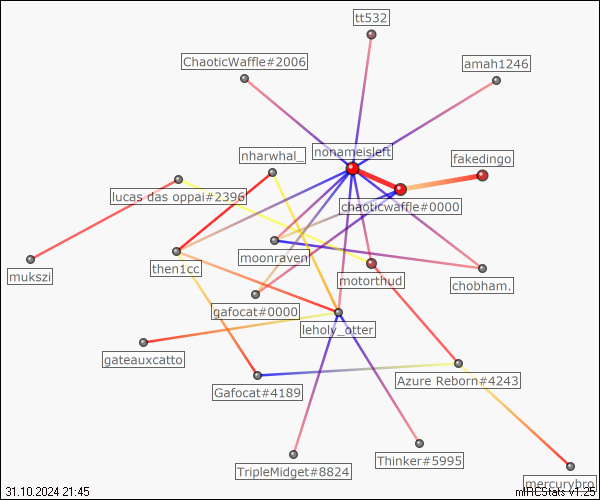 tt532
ChaoticWaffle#2006
amah1246
nharwhal_
nonameisleft
fakedingo
lucas das oppai#2396
chaoticwaffle#0000
moonraven
mukszi
then1cc
motorthud
chobham.
gafocat#0000
leholy_otter
gateauxcatto
Gafocat#4189
Azure Reborn#4243
TripleMidget#8824
Thinker#5995
mercurybro
31.10.2024 21:45
mIRCStats v1.25